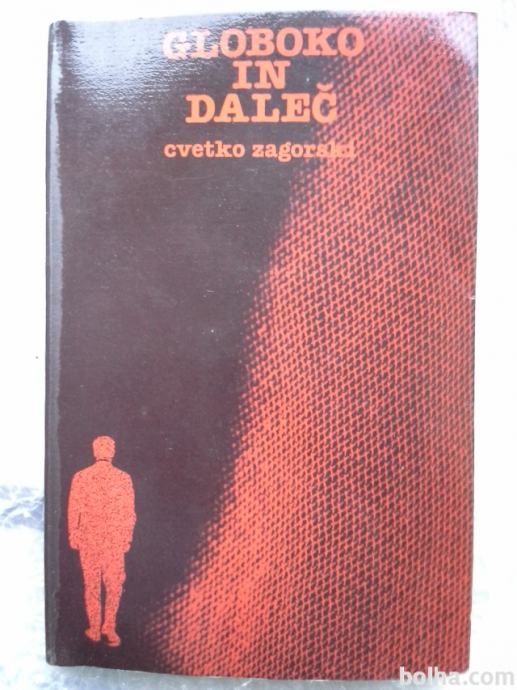 GLOBOKO
IN
DALEČ
cvetko zagorski
bolha.com